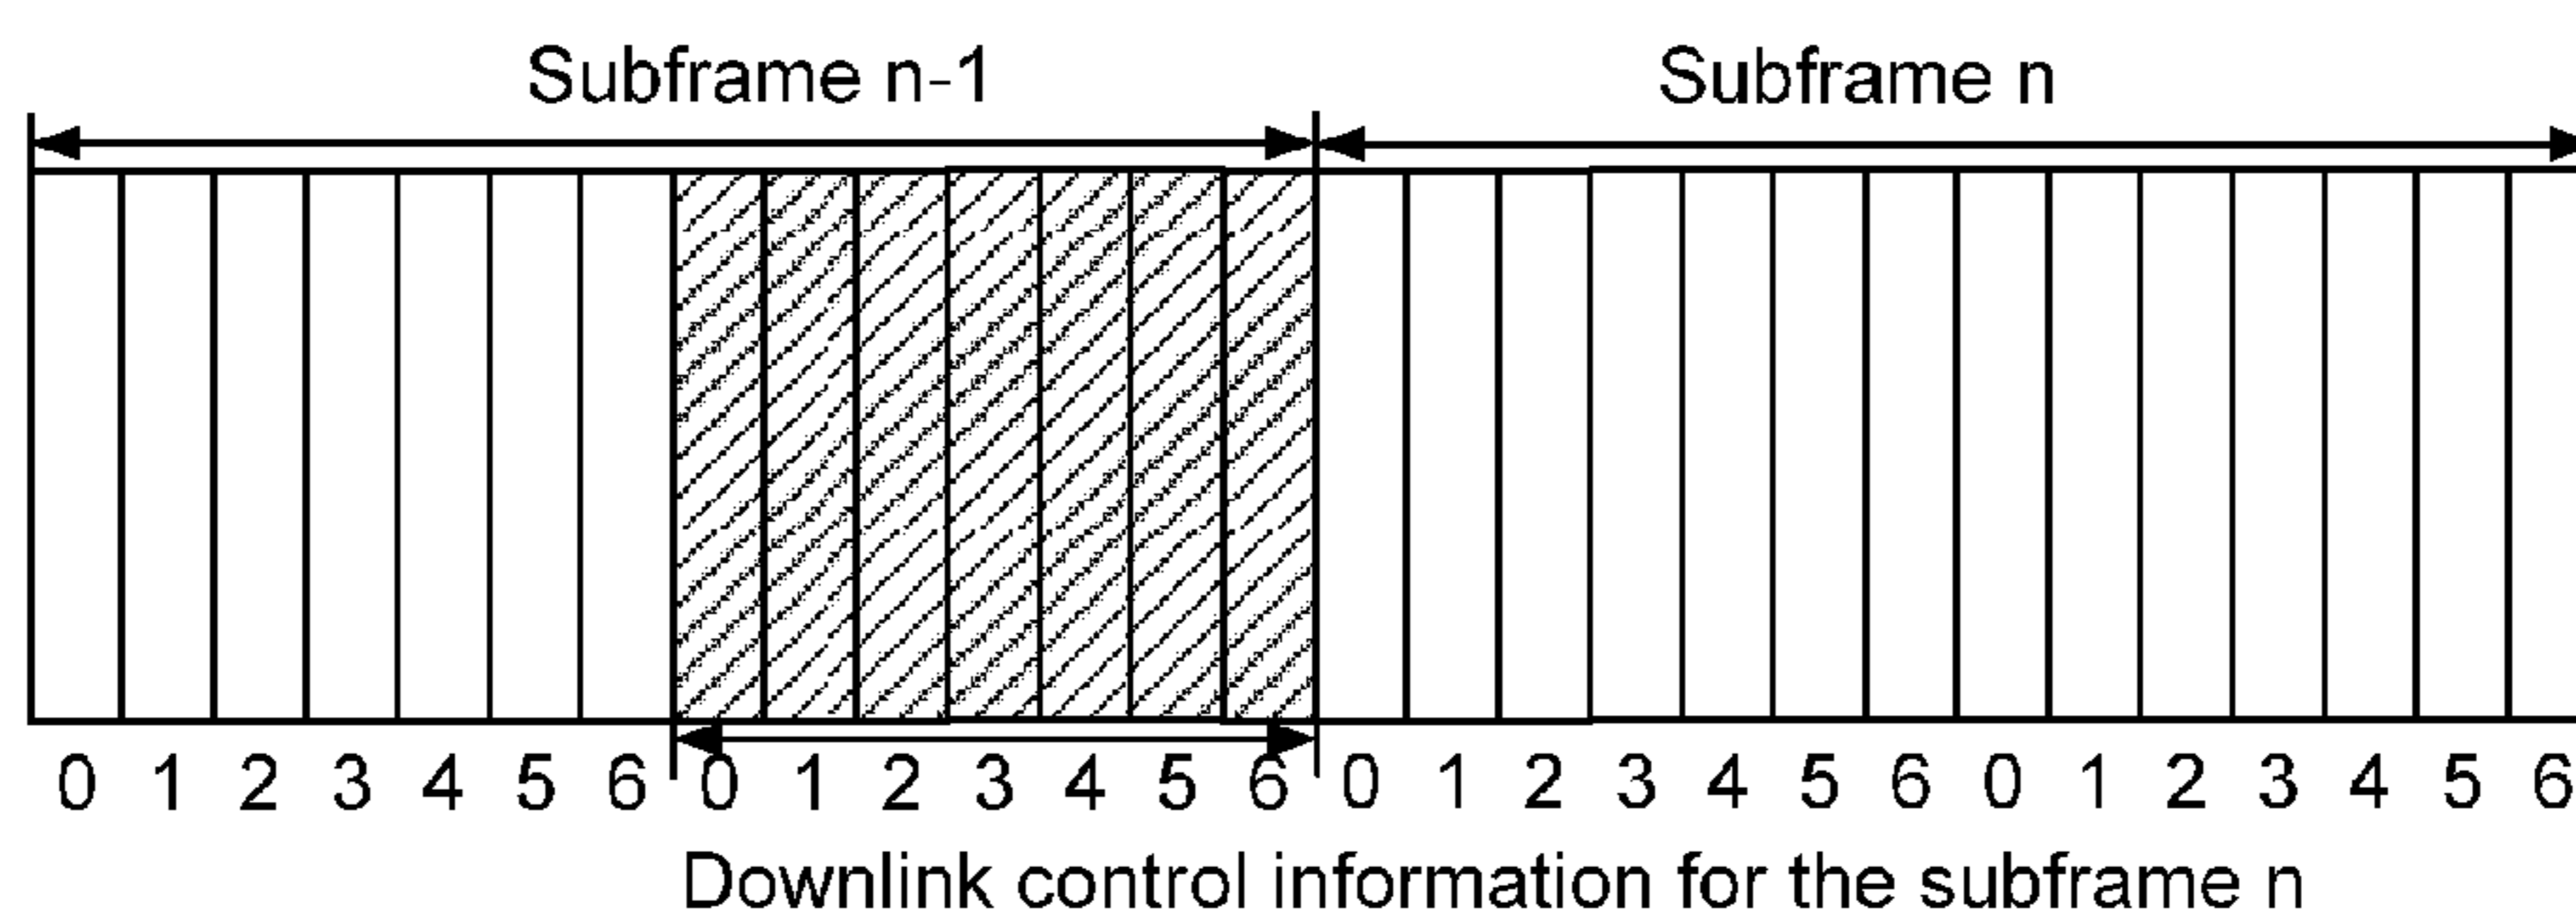 Subframe n-1 Subframe n
0 1 2 3 4 5 6 0 1 2 3 4 5 6 0 1 2 3 4 5 6 0 1 2 3 4 5 6
Downlink control information for the subframe n